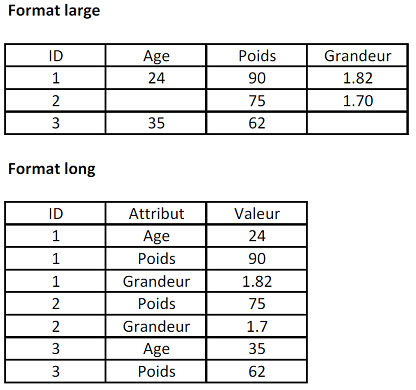 Format large
ID Age Poids Grandeur
1 24 90 1.82
2 75 1.70
3 35 62
Format long
ID Attribut Valeur
1 Age 24
1 Poids 90
1 Grandeur 1.82
2 Poids 75
2 Grandeur 1.7
3 Age 35
3 Poids 62